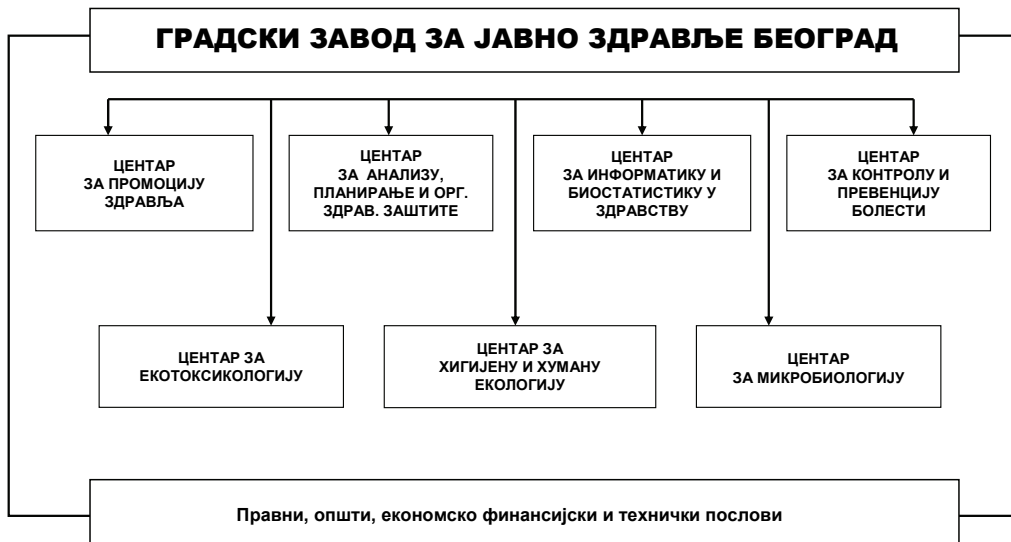 ГРАДСКИ ЗАВОД ЗА ЈАВНО ЗДРАВЉЕ БЕОГРАД
ЦЕНТАР
ЗА ПРОМОЦИЈУ
ЗДРАВЉА
ЦЕНТАР
ЗА АНАЛИЗУ,
ПЛАНИРАЊЕ И ОРГ.
ЗДРАВ. ЗАШТИТЕ
ЦЕНТАР
ЗА ИНФОРМАТИКУ И
БИОСТАТИСТИКУ У
ЗДРАВСТВУ
ЦЕНТАР
ЗА КОНТРОЛУ И
ПРЕВЕНЦИЈУ
БОЛЕСТИ
ЦЕНТАР ЗА
ЕКОТОКСИКОЛОГИЈУ
ЦЕНТАР ЗА
ХИГИЈЕНУ И ХУМАНУ
ЕКОЛОГИЈУ
ЦЕНТАР
ЗА МИКРОБИОЛОГИЈУ
Правни, општи, економско финансијски и технички послови